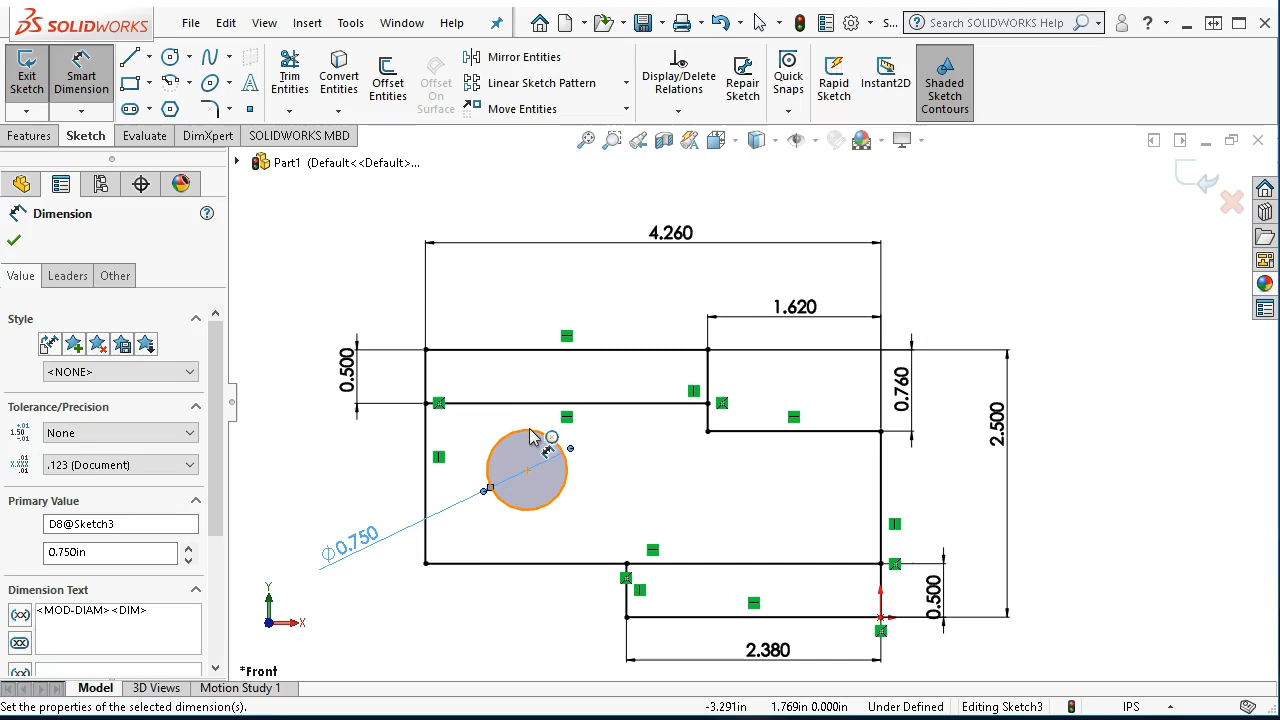 SOLIDWORKS File Edit View Insert Tools Window Help S... Search SOLIDWORKS Help
Exit Sketch
Smart Dimension
Trim Entities
Convert Entities
Offset Entities
Offset On Surface
Mirror Entities
Linear Sketch Pattern
Move Entities
Display/Delete Relations
Repair Sketch
Quick Snaps
Rapid Sketch
Instant2D
Shaded Sketch Contours
Features Sketch Evaluate DimXpert SOLIDWORKS MBD
Part1 (Default<<Default>...
Dimension
Value Leaders Other
Style
<NONE>
Tolerance/Precision
None
.123 (Document)
Primary Value
D8@Sketch3
0.750in
Dimension Text
<MOD-DIAM><DIM>
4.260
1.620
0.500
0.760
2.500
Ø0.750
0.500
2.380
Y
X
*Front
Model 3D Views Motion Study 1
Set the properties of the selected dimension(s). -3.291in 1.769in 0.000in Under Defined Editing Sketch3 IPS